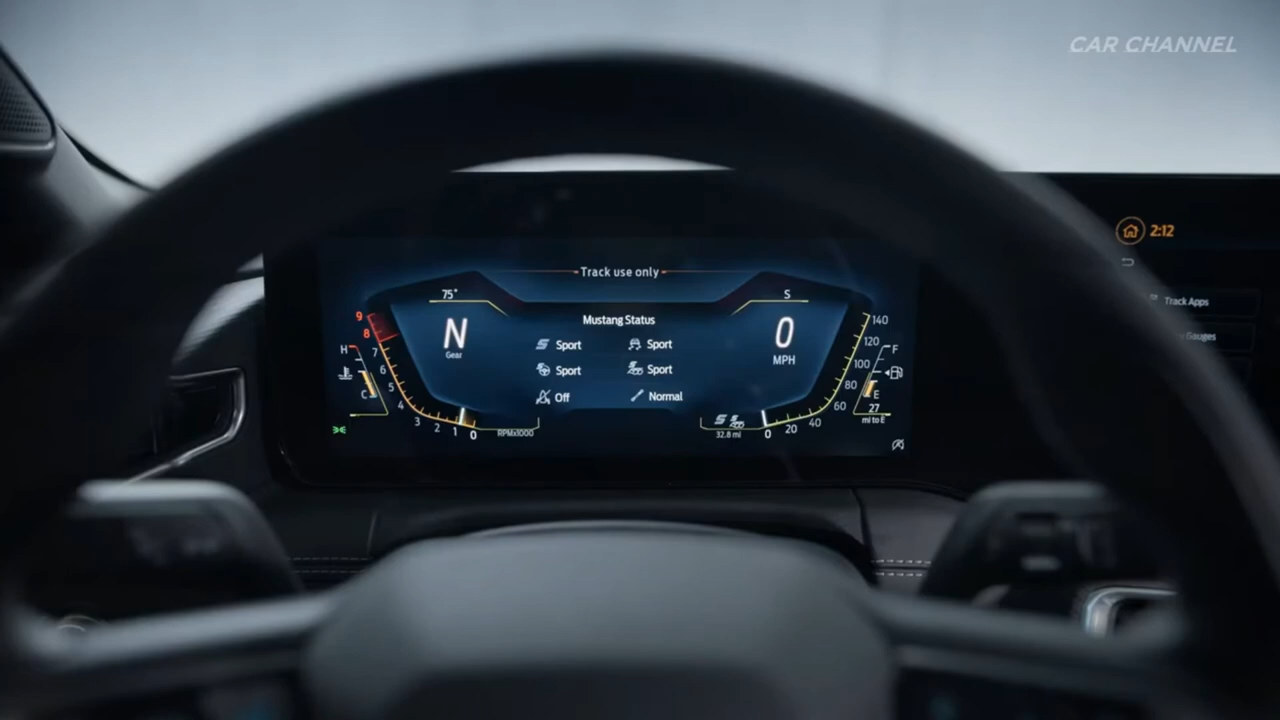 CAR CHANNEL
2:12
Track use only
75°
S
Mustang Status
N
Gear
0
MPH
Sport
Sport
Sport
Sport
Off
Normal
9
8
7
6
5
4
3
2
1
0
RPMx1000
H
C
32.8 mi
0
20
40
60
80
100
120
140
F
E
27
mi to E
Track Apps
Gauges